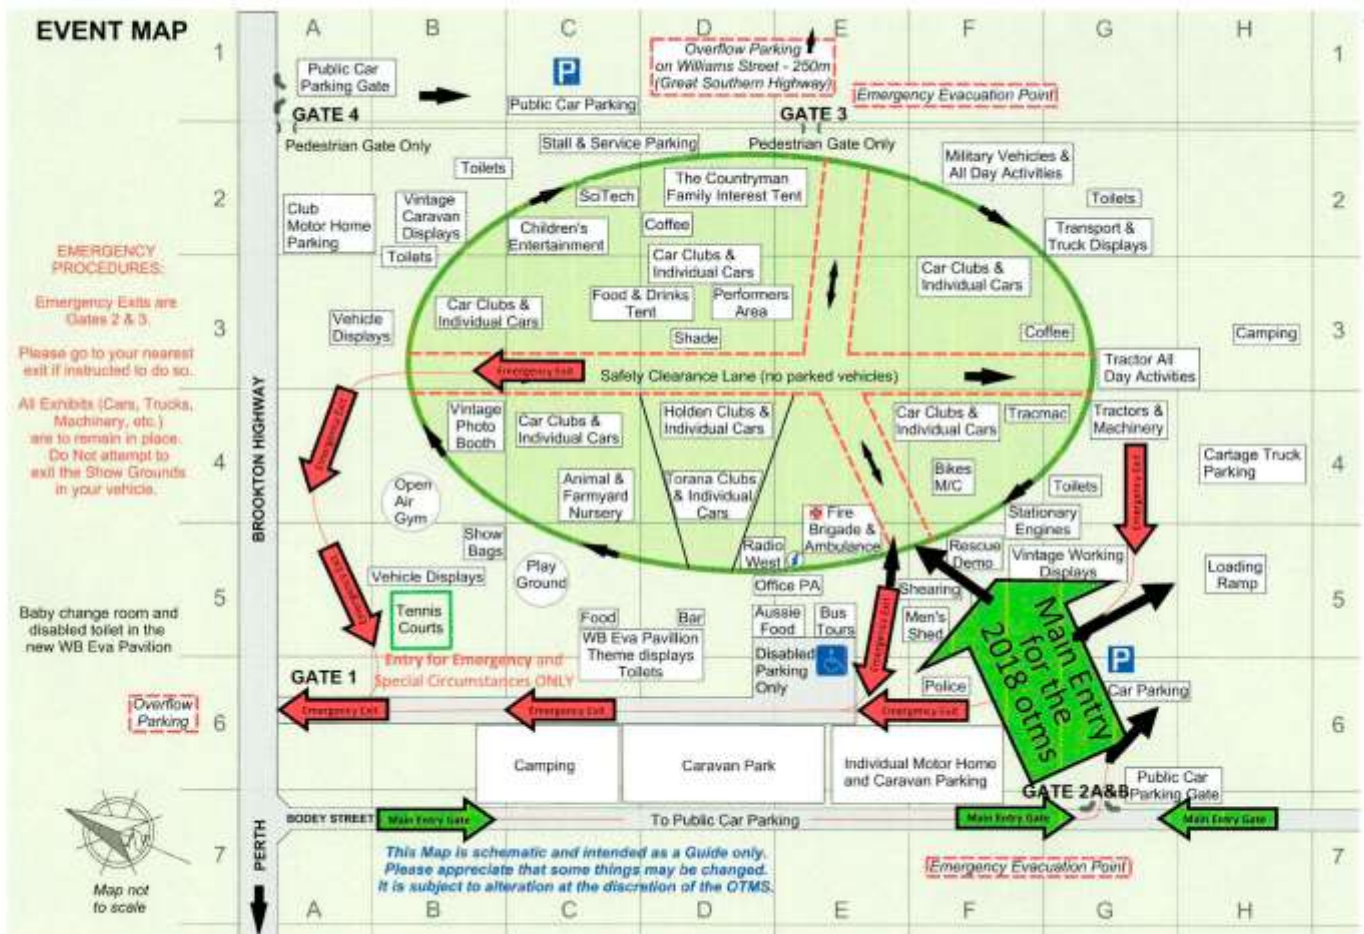 EVENT MAP
A B C D E F G H
1
1
Public Car
Parking Gate
P
Public Car Parking
Overflow Parking
on Williams Street - 250m
(Great Southern Highway)
Emergency Evacuation Point
GATE 4
GATE 3
Pedestrian Gate Only
Stall & Service Parking
Pedestrian Gate Only
2
2
Toilets
Military Vehicles &
All Day Activities
The Countryman
Family Interest Tent
SciTech
Club
Motor Home
Parking
Vintage
Caravan
Displays
Toilets
Children's
Entertainment
Coffee
Toilets
Transport &
Truck Displays
EMERGENCY
PROCEDURES:
Emergency Exits are
Gates 2 & 3.
Please go to your nearest
exit if instructed to do so.
All Exhibits (Cars, Trucks,
Machinery, etc.)
are to remain in place.
Do Not attempt to
exit the Show Grounds
in your vehicle.
3
3
Car Clubs &
Individual Cars
Car Clubs &
Individual Cars
Food & Drinks
Tent
Performers
Area
Car Clubs &
Individual Cars
Vehicle
Displays
Shade
Coffee
Camping
Tractor All
Day Activities
Emergency Exit
Safety Clearance Lane (no parked vehicles)
BROOKTON HIGHWAY
Emergency Exit
4
4
Vintage
Photo
Booth
Car Clubs &
Individual Cars
Holden Clubs &
Individual Cars
Car Clubs &
Individual Cars
Tracmac
Tractors &
Machinery
Emergency Exit
Cartage Truck
Parking
Open
Air
Gym
Animal &
Farmyard
Nursery
Torana Clubs
& Individual
Cars
Bikes
M/C
Toilets
Fire
Brigade &
Ambulance
Stationary
Engines
Show
Bags
Radio
West
Rescue
Demo
Vintage Working
Displays
5
5
Emergency Exit
Vehicle Displays
Play
Ground
Office PA
Shearing
Loading
Ramp
Baby change room and
disabled toilet in the
new WB Eva Pavilion
Tennis
Courts
Food
Bar
Aussie
Food
Bus
Tours
Emergency Exit
Men's
Shed
Main Entry
for the
2018 otms
WB Eva Pavillion
Theme displays
Toilets
Disabled
Parking
Only
P
Car Parking
Entry for Emergency and
Special Circumstances ONLY
GATE 1
Police
6
6
Overflow
Parking
Emergency Exit
Emergency Exit
Emergency Exit
Camping
Caravan Park
Individual Motor Home
and Caravan Parking
GATE 2A&B
Public Car
Parking Gate
BODEY STREET
Main Entry Gate
To Public Car Parking
Main Entry Gate
Main Entry Gate
7
7
PERTH
This Map is schematic and intended as a Guide only.
Please appreciate that some things may be changed.
It is subject to alteration at the discretion of the OTMS.
Emergency Evacuation Point
N
Map not
to scale
A B C D E F G H